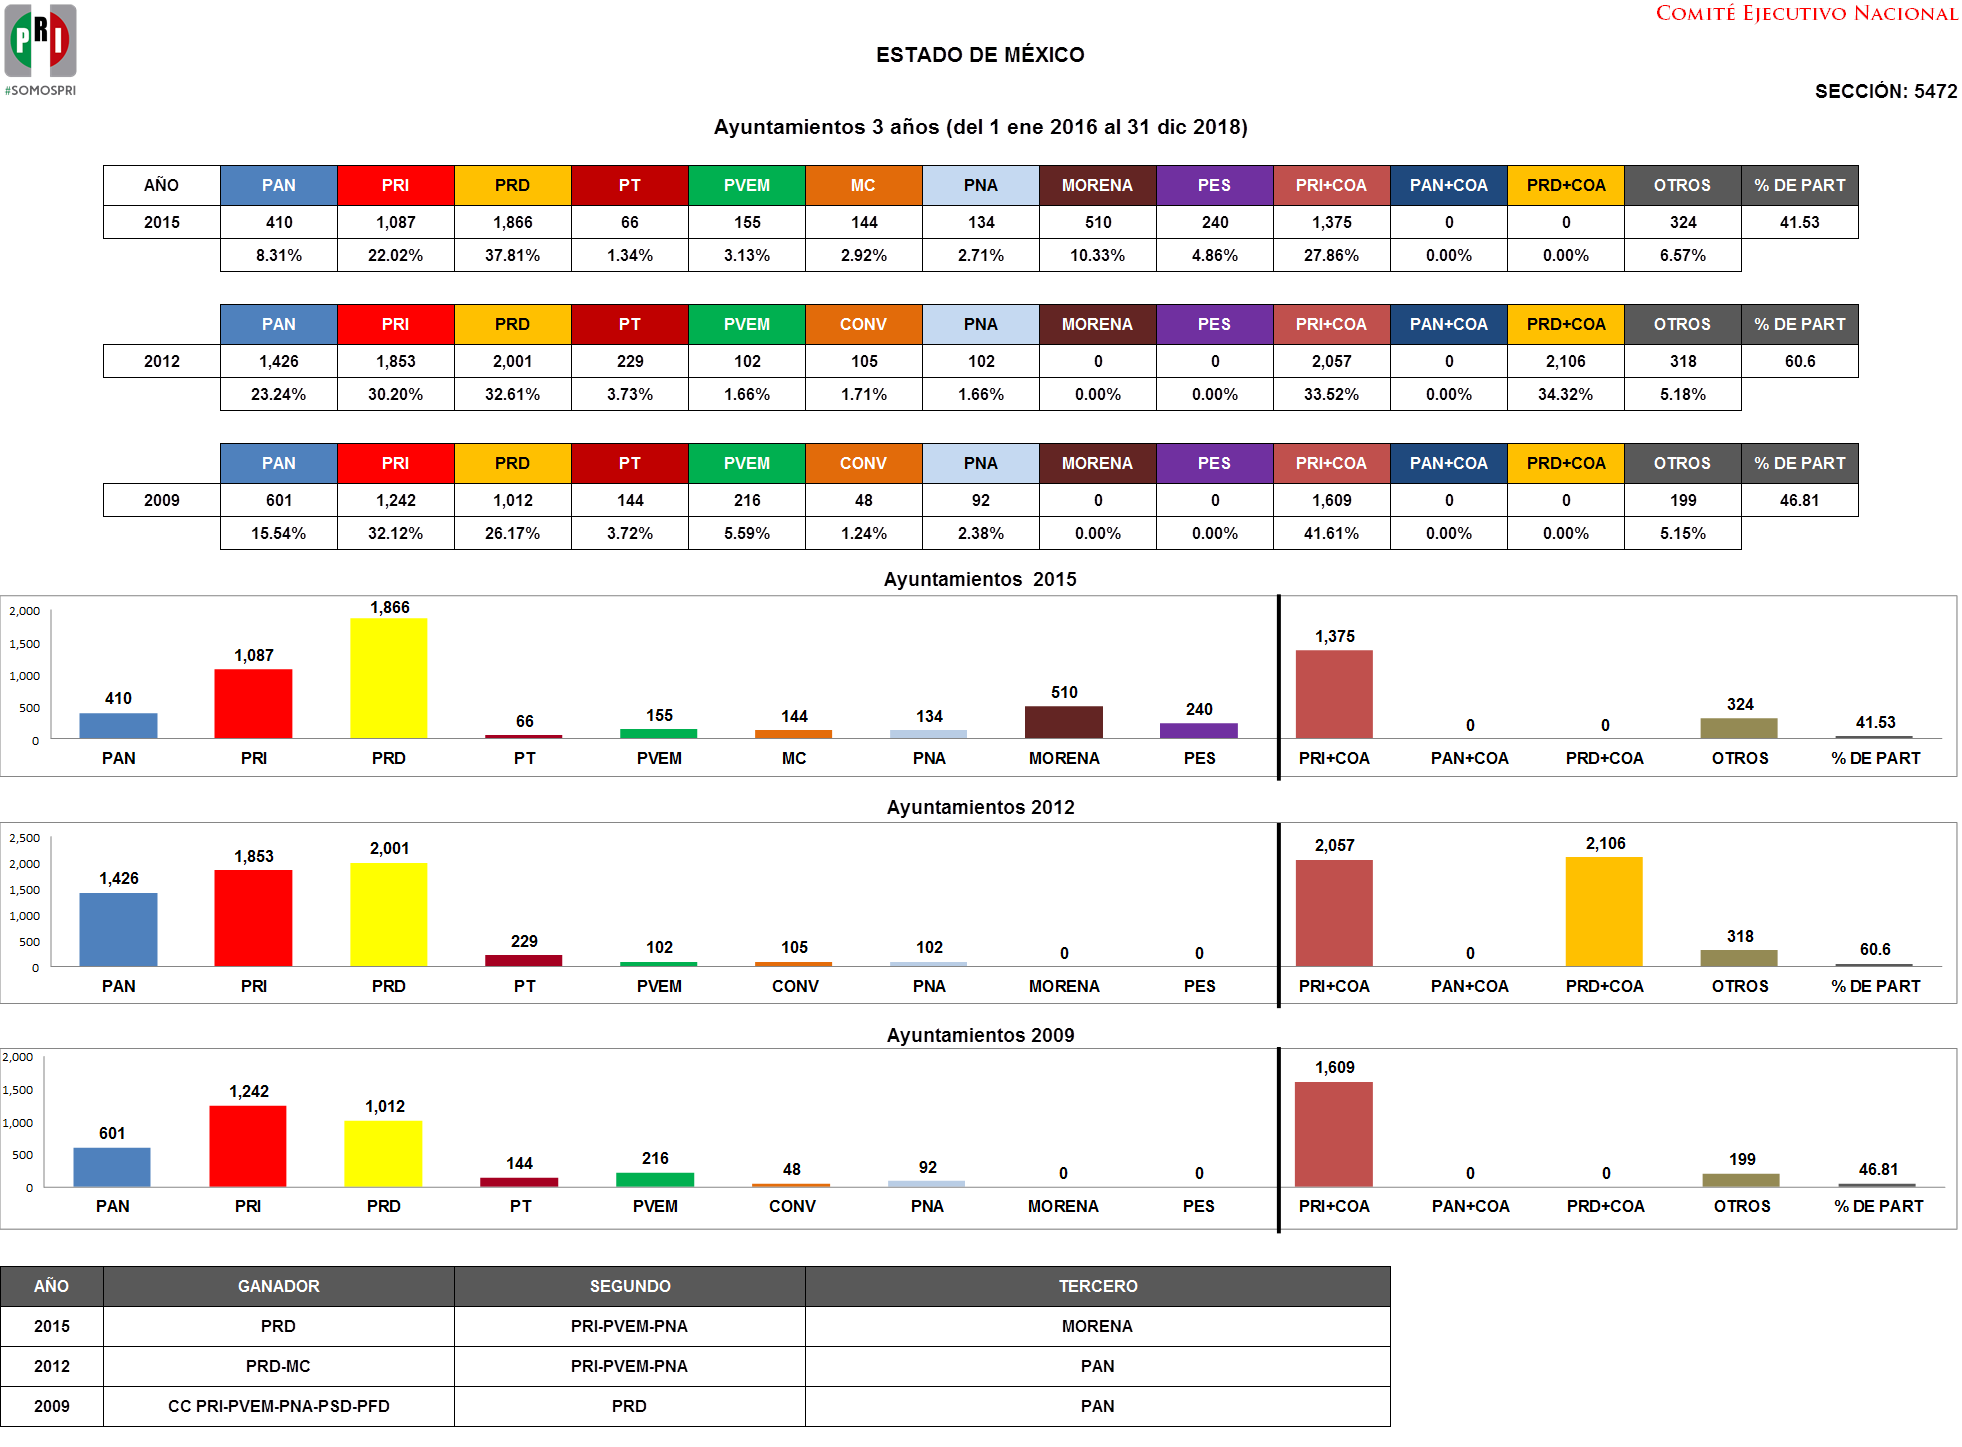 PRI
#SOMOSPRI
COMITÉ EJECUTIVO NACIONAL
ESTADO DE MÉXICO
SECCIÓN: 5472
Ayuntamientos 3 años (del 1 ene 2016 al 31 dic 2018)
AÑO PAN PRI PRD PT PVEM MC PNA MORENA PES PRI+COA PAN+COA PRD+COA OTROS % DE PART
2015 410 1,087 1,866 66 155 144 134 510 240 1,375 0 0 324 41.53
8.31% 22.02% 37.81% 1.34% 3.13% 2.92% 2.71% 10.33% 4.86% 27.86% 0.00% 0.00% 6.57%
PAN PRI PRD PT PVEM CONV PNA MORENA PES PRI+COA PAN+COA PRD+COA OTROS % DE PART
2012 1,426 1,853 2,001 229 102 105 102 0 0 2,057 0 2,106 318 60.6
23.24% 30.20% 32.61% 3.73% 1.66% 1.71% 1.66% 0.00% 0.00% 33.52% 0.00% 34.32% 5.18%
PAN PRI PRD PT PVEM CONV PNA MORENA PES PRI+COA PAN+COA PRD+COA OTROS % DE PART
2009 601 1,242 1,012 144 216 48 92 0 0 1,609 0 0 199 46.81
15.54% 32.12% 26.17% 3.72% 5.59% 1.24% 2.38% 0.00% 0.00% 41.61% 0.00% 0.00% 5.15%
Ayuntamientos 2015
2,000
1,500
1,000
500
0
410 1,087 1,866 66 155 144 134 510 240 1,375 0 0 324 41.53
PAN PRI PRD PT PVEM MC PNA MORENA PES PRI+COA PAN+COA PRD+COA OTROS % DE PART
Ayuntamientos 2012
2,500
2,000
1,500
1,000
500
0
1,426 1,853 2,001 229 102 105 102 0 0 2,057 0 2,106 318 60.6
PAN PRI PRD PT PVEM CONV PNA MORENA PES PRI+COA PAN+COA PRD+COA OTROS % DE PART
Ayuntamientos 2009
2,000
1,500
1,000
500
0
601 1,242 1,012 144 216 48 92 0 0 1,609 0 0 199 46.81
PAN PRI PRD PT PVEM CONV PNA MORENA PES PRI+COA PAN+COA PRD+COA OTROS % DE PART
AÑO GANADOR SEGUNDO TERCERO
2015 PRD PRI-PVEM-PNA MORENA
2012 PRD-MC PRI-PVEM-PNA PAN
2009 CC PRI-PVEM-PNA-PSD-PFD PRD PAN